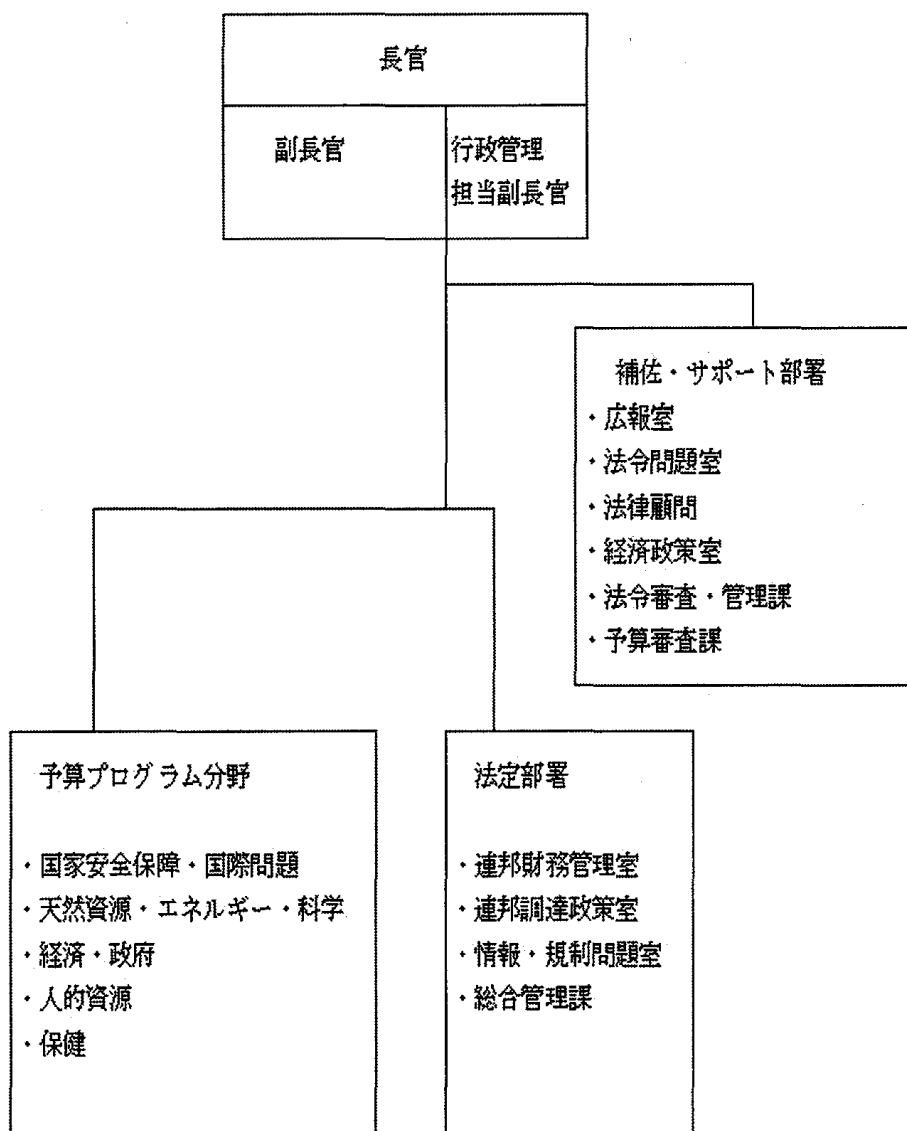 長官
副長官
行政管理
担当副長官
補佐・サポート部署
・広報室
・法令問題室
・法律顧問
・経済政策室
・法令審査・管理課
・予算審査課
予算プログラム分野
・国家安全保障・国際問題
・天然資源・エネルギー・科学
・経済・政府
・人的資源
・保健
法定部署
・連邦財務管理室
・連邦調達政策室
・情報・規制問題室
・総合管理課